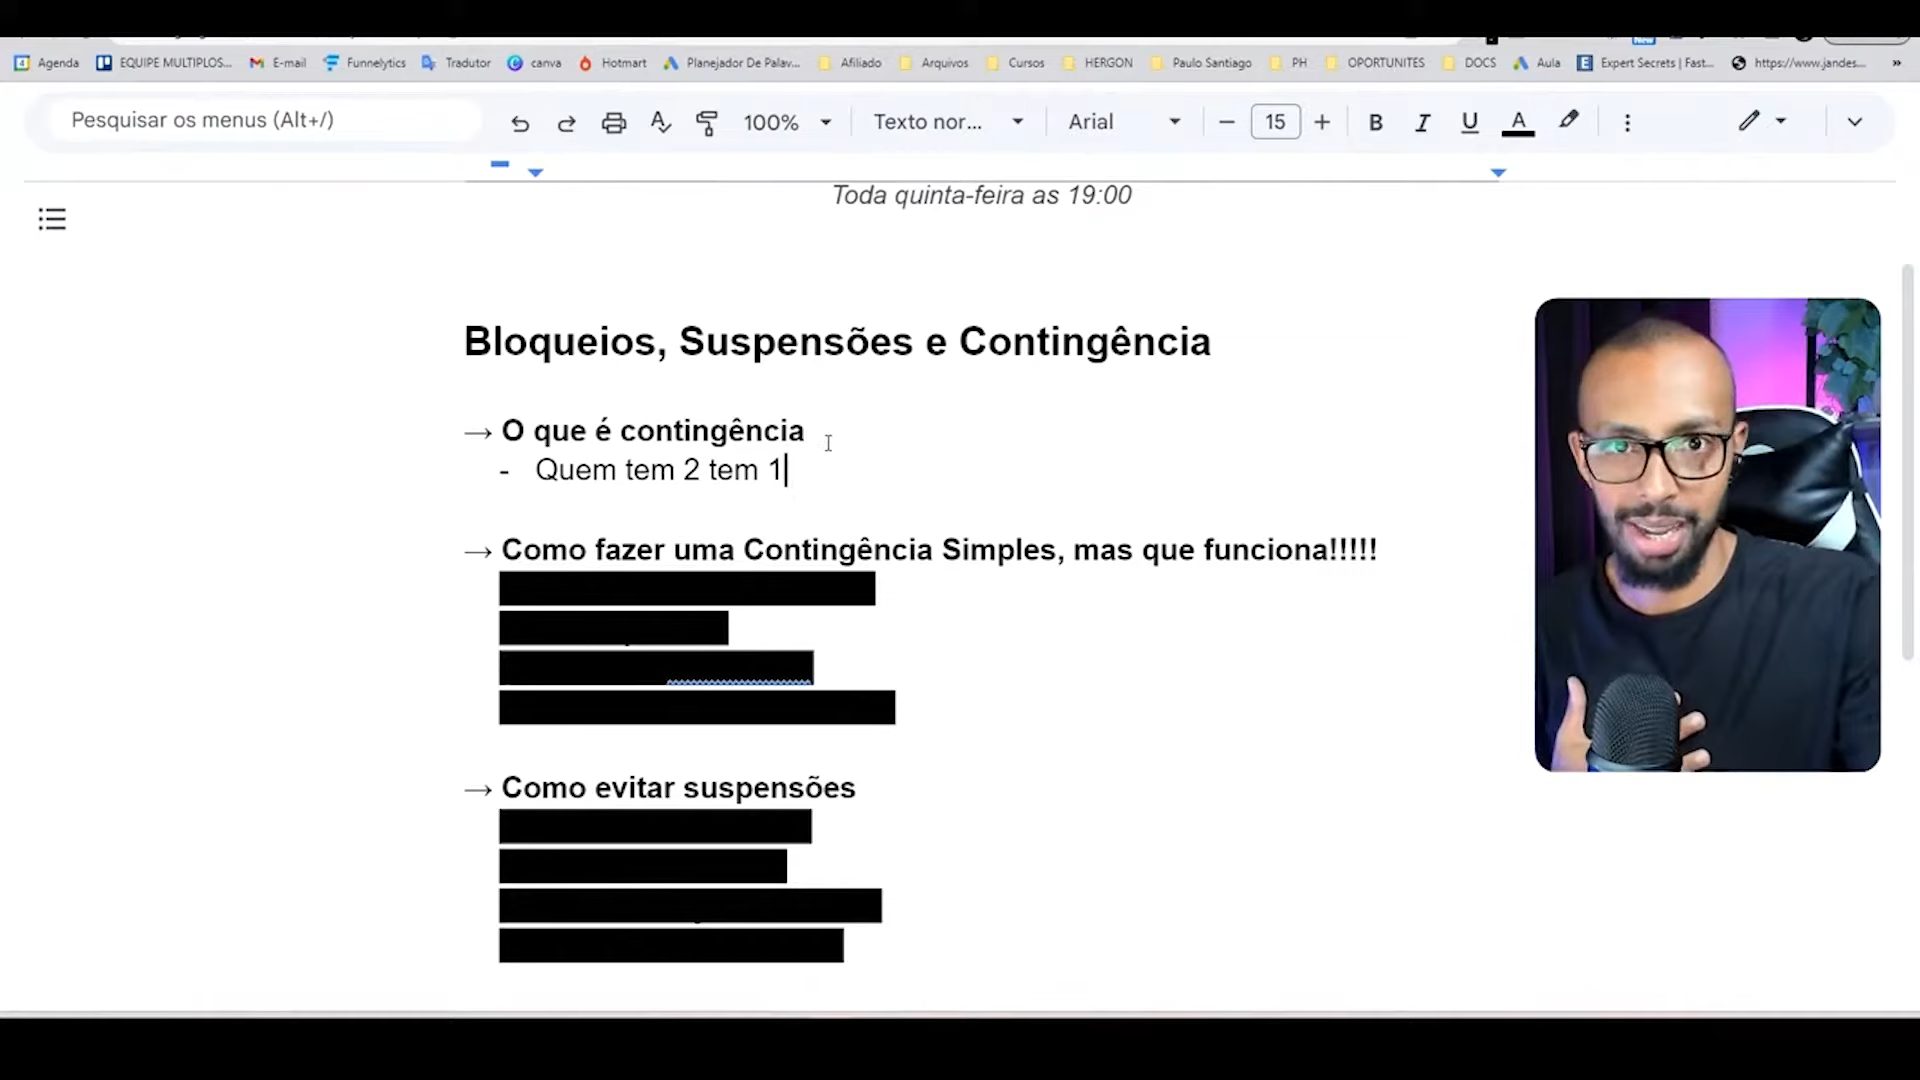 Agenda EQUIPE MULTIPLOS... E-mail Funnelytics Tradutor canva Hotmart Planejador De Palav... Afiliado Arquivos Cursos HERGON Paulo Santiago PH OPORTUNITES DOCS Aula Expert Secrets | Fast... https://www.jandes... »
Pesquisar os menus (Alt+/) 100% Texto nor... Arial − 15 + B I U A
Toda quinta-feira as 19:00
Bloqueios, Suspensões e Contingência
→ O que é contingência
- Quem tem 2 tem 1
→ Como fazer uma Contingência Simples, mas que funciona!!!!!
→ Como evitar suspensões